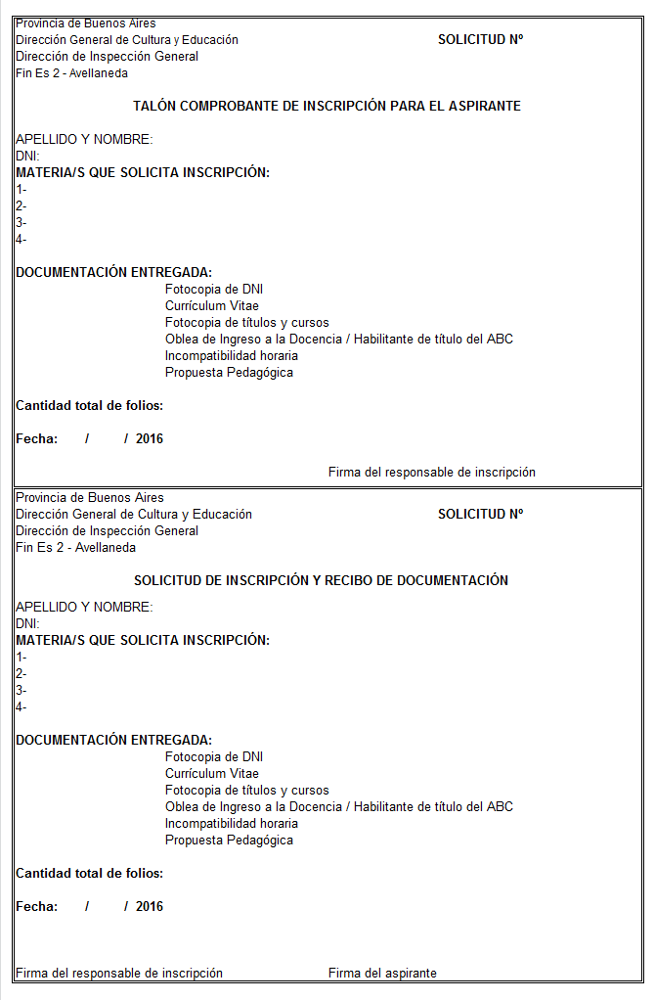 Provincia de Buenos Aires
Dirección General de Cultura y Educación SOLICITUD Nº
Dirección de Inspección General
Fin Es 2 - Avellaneda
TALÓN COMPROBANTE DE INSCRIPCIÓN PARA EL ASPIRANTE
APELLIDO Y NOMBRE:
DNI:
MATERIA/S QUE SOLICITA INSCRIPCIÓN:
1-
2-
3-
4-
DOCUMENTACIÓN ENTREGADA:
Fotocopia de DNI
Currículum Vitae
Fotocopia de títulos y cursos
Oblea de Ingreso a la Docencia / Habilitante de título del ABC
Incompatibilidad horaria
Propuesta Pedagógica
Cantidad total de folios:
Fecha: / / 2016
Firma del responsable de inscripción
Provincia de Buenos Aires
Dirección General de Cultura y Educación SOLICITUD Nº
Dirección de Inspección General
Fin Es 2 - Avellaneda
SOLICITUD DE INSCRIPCIÓN Y RECIBO DE DOCUMENTACIÓN
APELLIDO Y NOMBRE:
DNI:
MATERIA/S QUE SOLICITA INSCRIPCIÓN:
1-
2-
3-
4-
DOCUMENTACIÓN ENTREGADA:
Fotocopia de DNI
Currículum Vitae
Fotocopia de títulos y cursos
Oblea de Ingreso a la Docencia / Habilitante de título del ABC
Incompatibilidad horaria
Propuesta Pedagógica
Cantidad total de folios:
Fecha: / / 2016
Firma del responsable de inscripción Firma del aspirante